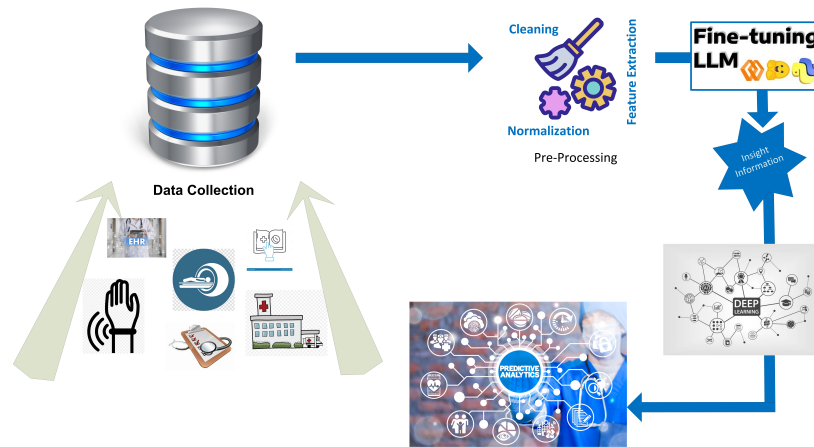 Cleaning
Feature Extraction
Normalization
Pre-Processing
Fine-tuning
LLM
Insight
Information
Data Collection
EHR
DEEP
LEARNING
PREDICTIVE
ANALYTICS